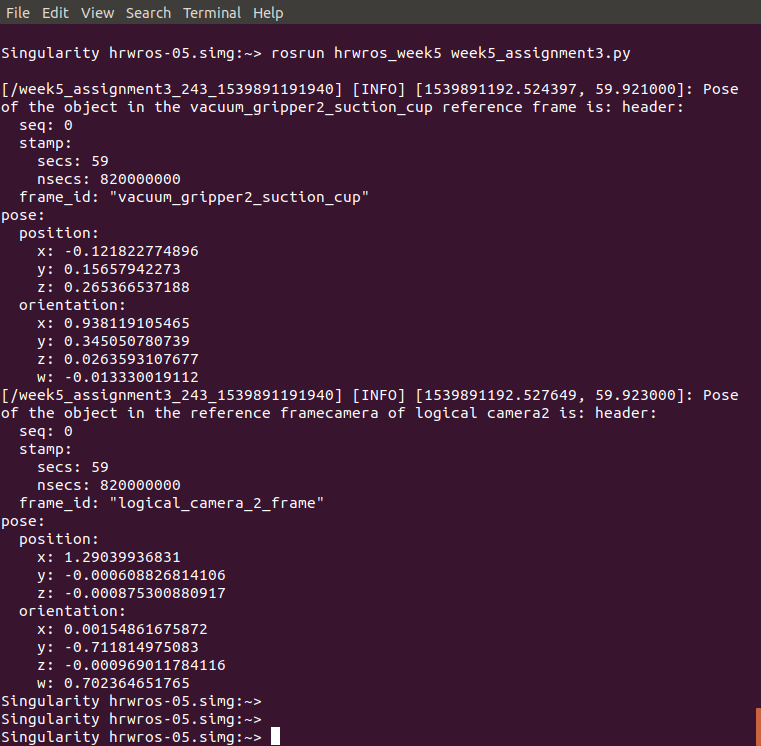 File Edit View Search Terminal Help
Singularity hrwros-05.simg:~> rosrun hrwros_week5 week5_assignment3.py
[/week5_assignment3_243_1539891191940] [INFO] [1539891192.524397, 59.921000]: Pose
of the object in the vacuum_gripper2_suction_cup reference frame is: header:
  seq: 0
  stamp:
    secs: 59
    nsecs: 820000000
  frame_id: "vacuum_gripper2_suction_cup"
pose:
  position:
    x: -0.121822774896
    y: 0.15657942273
    z: 0.265366537188
  orientation:
    x: 0.938119105465
    y: 0.345050780739
    z: 0.0263593107677
    w: -0.013330019112
[/week5_assignment3_243_1539891191940] [INFO] [1539891192.527649, 59.923000]: Pose
of the object in the reference framecamera of logical camera2 is: header:
  seq: 0
  stamp:
    secs: 59
    nsecs: 820000000
  frame_id: "logical_camera_2_frame"
pose:
  position:
    x: 1.29039936831
    y: -0.000608826814106
    z: -0.000875300880917
  orientation:
    x: 0.00154861675872
    y: -0.711814975083
    z: -0.000969011784116
    w: 0.702364651765
Singularity hrwros-05.simg:~>
Singularity hrwros-05.simg:~>
Singularity hrwros-05.simg:~>